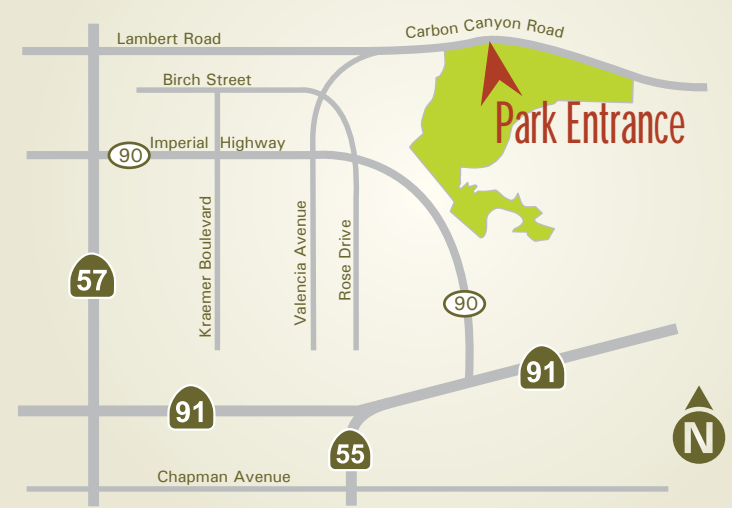 Carbon Canyon Road
Lambert Road
Birch Street
Park Entrance
90
Imperial Highway
Kraemer Boulevard
Valencia Avenue
Rose Drive
57
90
91
91
55
N
Chapman Avenue